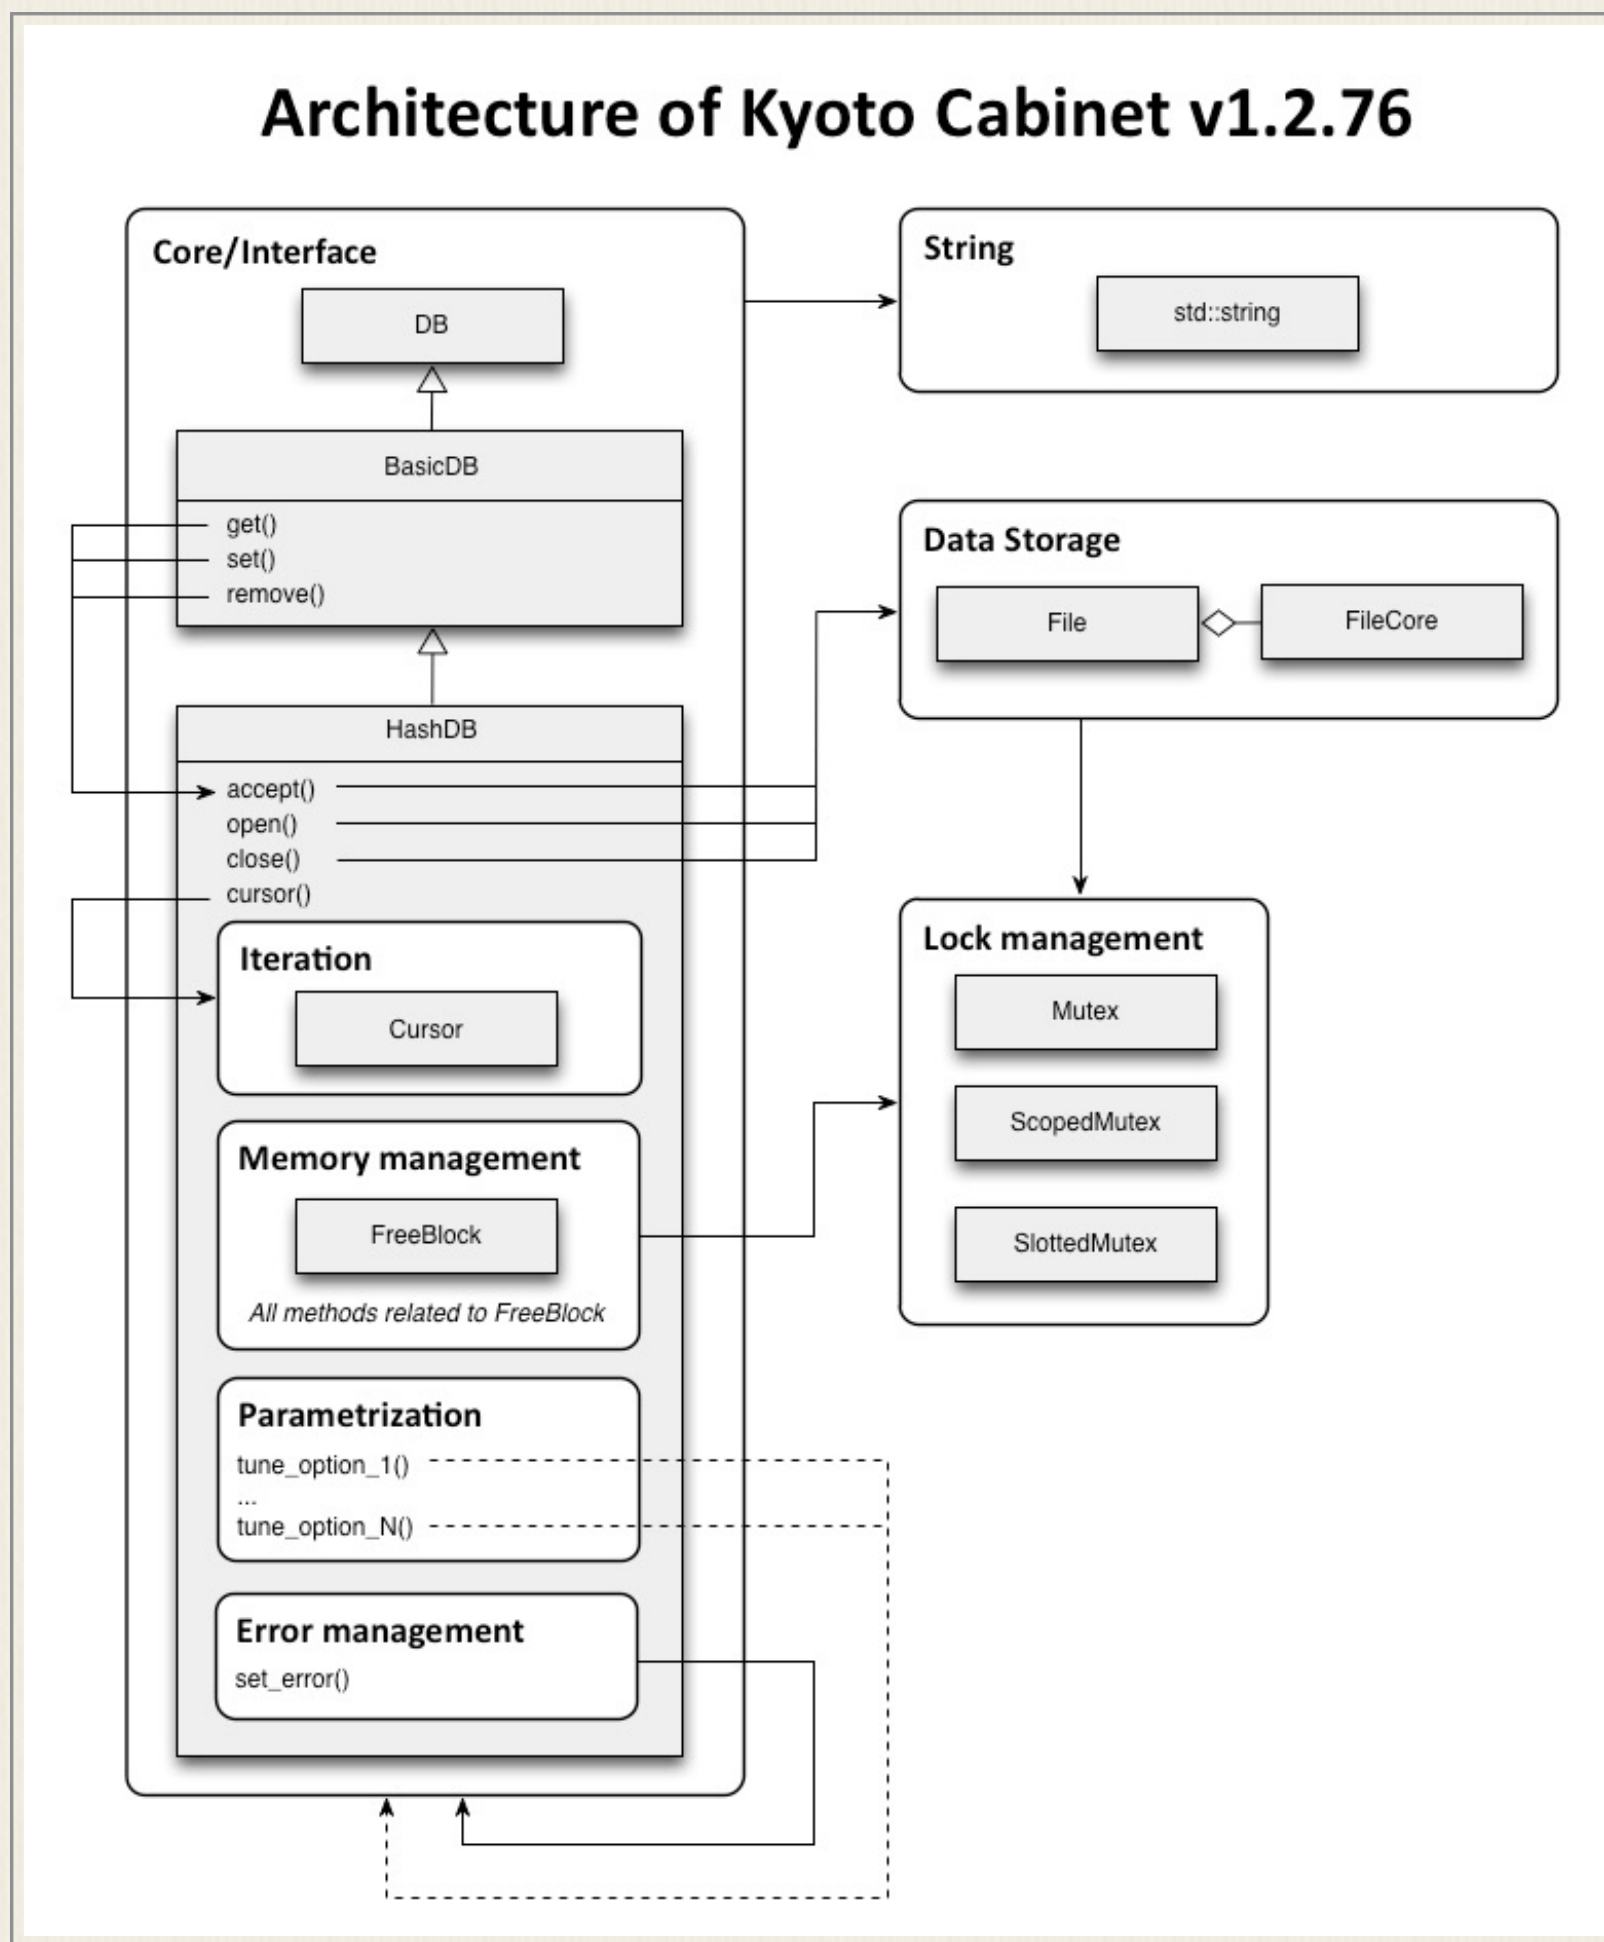 Architecture of Kyoto Cabinet v1.2.76
Core/Interface
DB
BasicDB
get()
set()
remove()
HashDB
accept()
open()
close()
cursor()
Iteration
Cursor
Memory management
FreeBlock
All methods related to FreeBlock
Parametrization
tune_option_1()
...
tune_option_N()
Error management
set_error()
String
std::string
Data Storage
File
FileCore
Lock management
Mutex
ScopedMutex
SlottedMutex